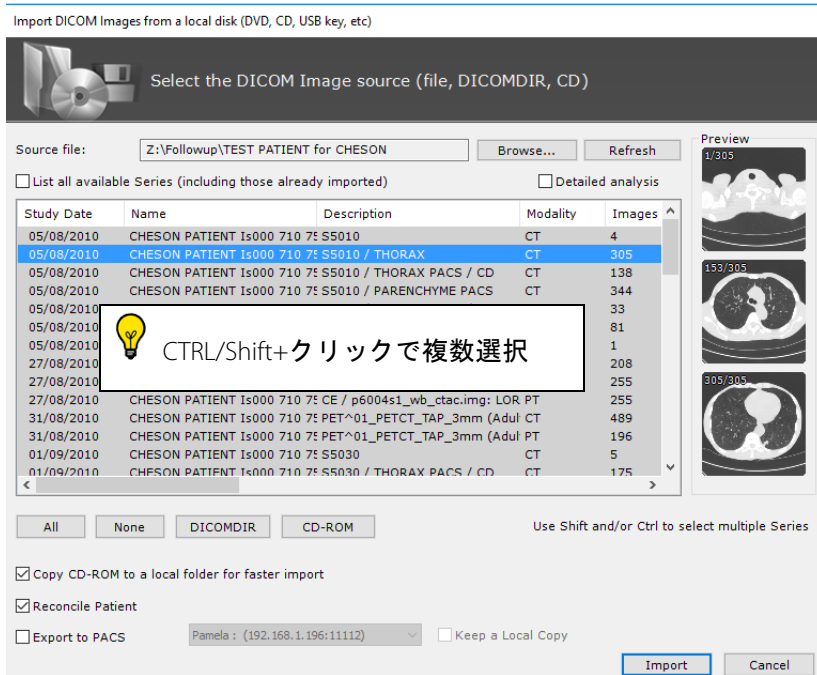 Import DICOM Images from a local disk (DVD, CD, USB key, etc)
Select the DICOM Image source (file, DICOMDIR, CD)
Source file: Z:\Followup\TEST PATIENT for CHESON Browse... Refresh
List all available Series (including those already imported) Detailed analysis
Study Date Name Description Modality Images
05/08/2010 CHESON PATIENT Is000 710 75 S5010 CT 4
05/08/2010 CHESON PATIENT Is000 710 75 S5010 / THORAX CT 305
05/08/2010 CHESON PATIENT Is000 710 75 S5010 / THORAX PACS / CD CT 138
05/08/2010 CHESON PATIENT Is000 710 75 S5010 / PARENCHYME PACS CT 344
05/08/2010 33
05/08/2010 81
05/08/2010 1
27/08/2010 208
27/08/2010 255
CTRL/Shift+クリックで複数選択
27/08/2010 CHESON PATIENT Is000 710 75 CE / p6004s1_wb_ctac.img: LOR PT 255
31/08/2010 CHESON PATIENT Is000 710 75 PET^01_PETCT_TAP_3mm (Adul CT 489
31/08/2010 CHESON PATIENT Is000 710 75 PET^01_PETCT_TAP_3mm (Adul PT 196
01/09/2010 CHESON PATIENT Is000 710 75 S5030 CT 5
01/09/2010 CHESON PATIENT Is000 710 75 S5030 / THORAX PACS / CD CT 175
Preview
1/305
153/305
305/305
All None DICOMDIR CD-ROM Use Shift and/or Ctrl to select multiple Series
Copy CD-ROM to a local folder for faster import
Reconcile Patient
Export to PACS Pamela : (192.168.1.196:11112) Keep a Local Copy
Import Cancel